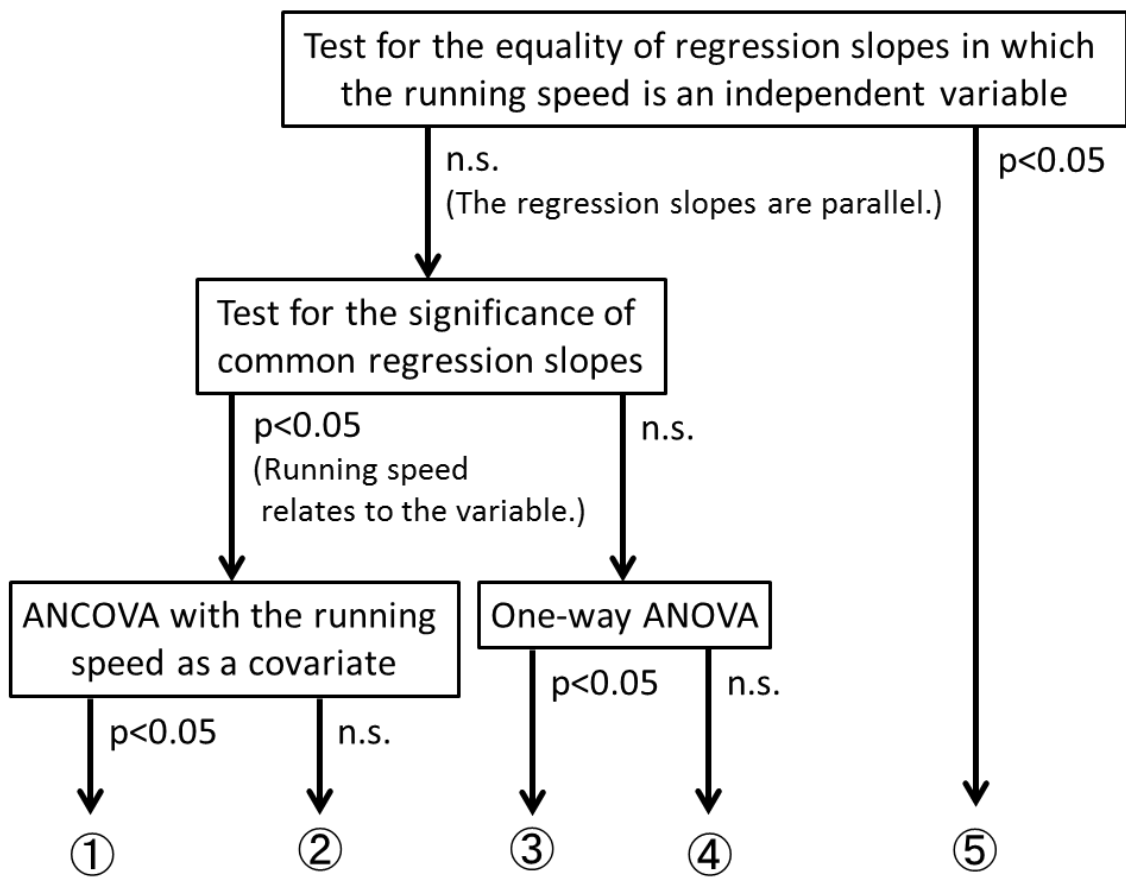 Test for the equality of regression slopes in which
the running speed is an independent variable
n.s.
(The regression slopes are parallel.)
p<0.05
Test for the significance of
common regression slopes
p<0.05
(Running speed
relates to the variable.)
n.s.
ANCOVA with the running
speed as a covariate
One-way ANOVA
p<0.05
n.s.
p<0.05
n.s.
①
②
③
④
⑤